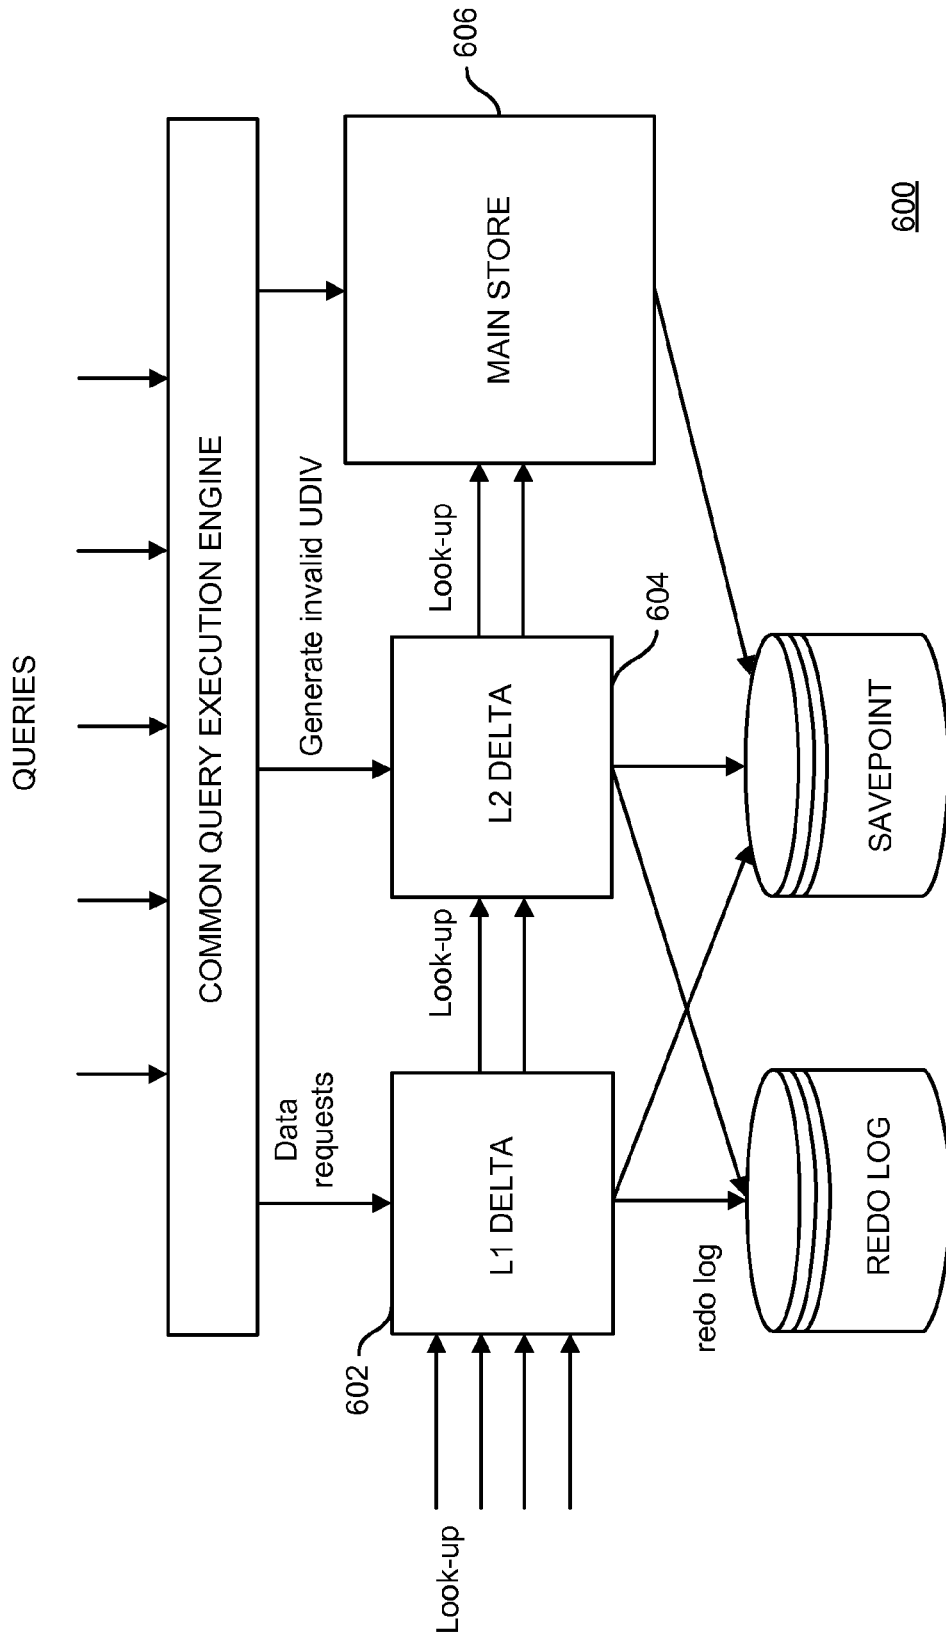 QUERIES
COMMON QUERY EXECUTION ENGINE
Data
requests
Generate invalid UDIV
602
606
Look-up
L1 DELTA
Look-up
L2 DELTA
Look-up
MAIN STORE
604
redo log
REDO LOG
SAVEPOINT
600